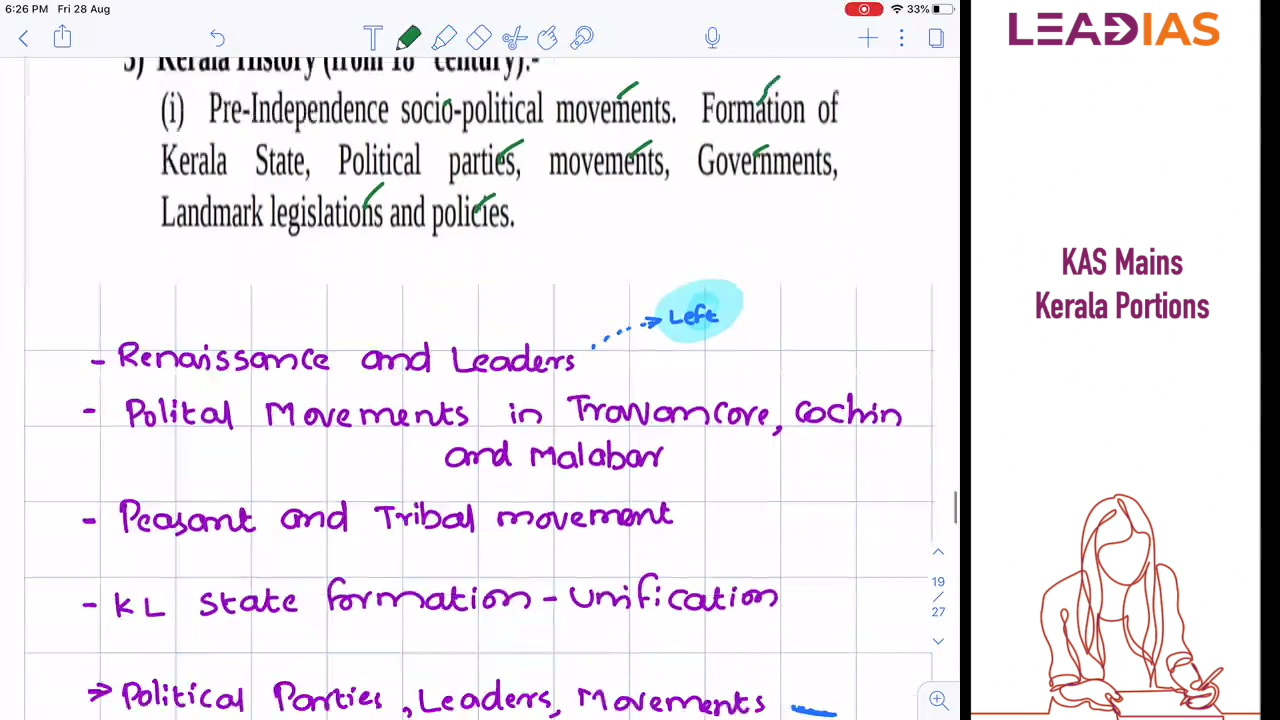 6:26 PM Fri 28 Aug
33%
LEADIAS
Kerala History (from 18 century):-
(i) Pre-Independence socio-political movements. Formation of
Kerala State, Political parties, movements, Governments,
Landmark legislations and policies.
KAS Mains
Kerala Portions
Left
- Renaissance and Leaders
- Polital Movements in Travamcore, Cochin
and Malabar
- Peasant and Tribal movement
- KL state formation - unification
19
/
27
Political Parties, Leaders, Movements